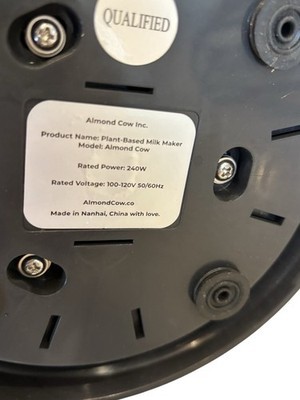 QUALIFIED
Almond Cow Inc.
Product Name: Plant-Based Milk Maker
Model: Almond Cow
Rated Power: 240W
Rated Voltage: 100-120V 50/60Hz
AlmondCow.co
Made in Nanhai, China with love.